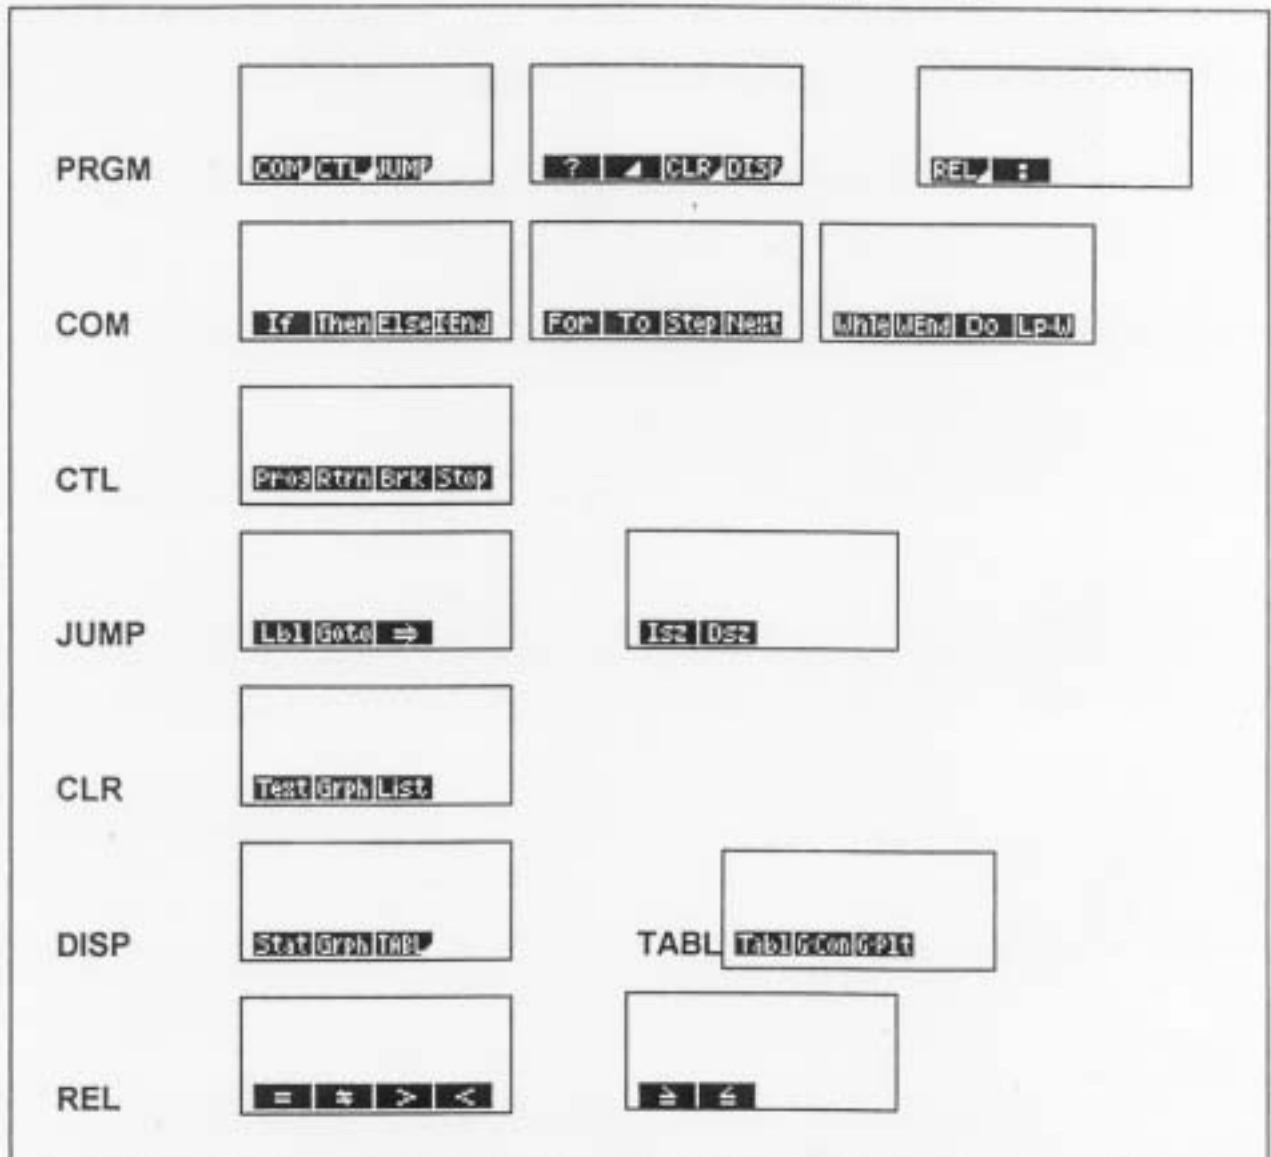 PRGM COM CTL JUMP ? ◢ CLR DISP REL :
COM If Then Else I-End For To Step Next Whle WEnd Do Lp-W
CTL Prog Rtrn Brk Stop
JUMP Lbl Goto ⇒ Isz Dsz
CLR Text Grph List
DISP Stat Grph TABL TABL Tabl G-Con G-Plt
REL = ≠ > < ≧ ≦